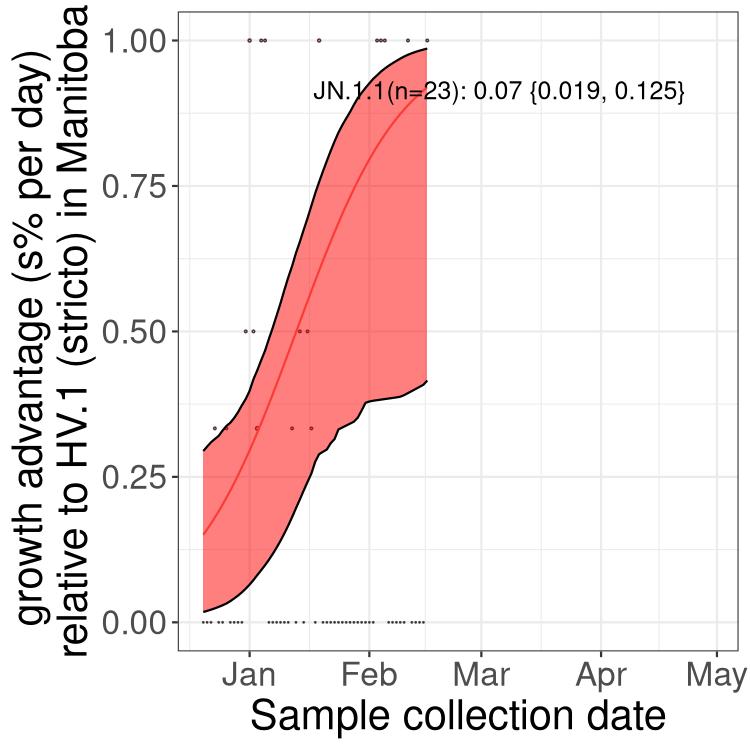 growth advantage (s% per day)
relative to HV.1 (stricto) in Manitoba
1.00
0.75
0.50
0.25
0.00
JN.1.1(n=23): 0.07 {0.019, 0.125}
Jan Feb Mar Apr May
Sample collection date